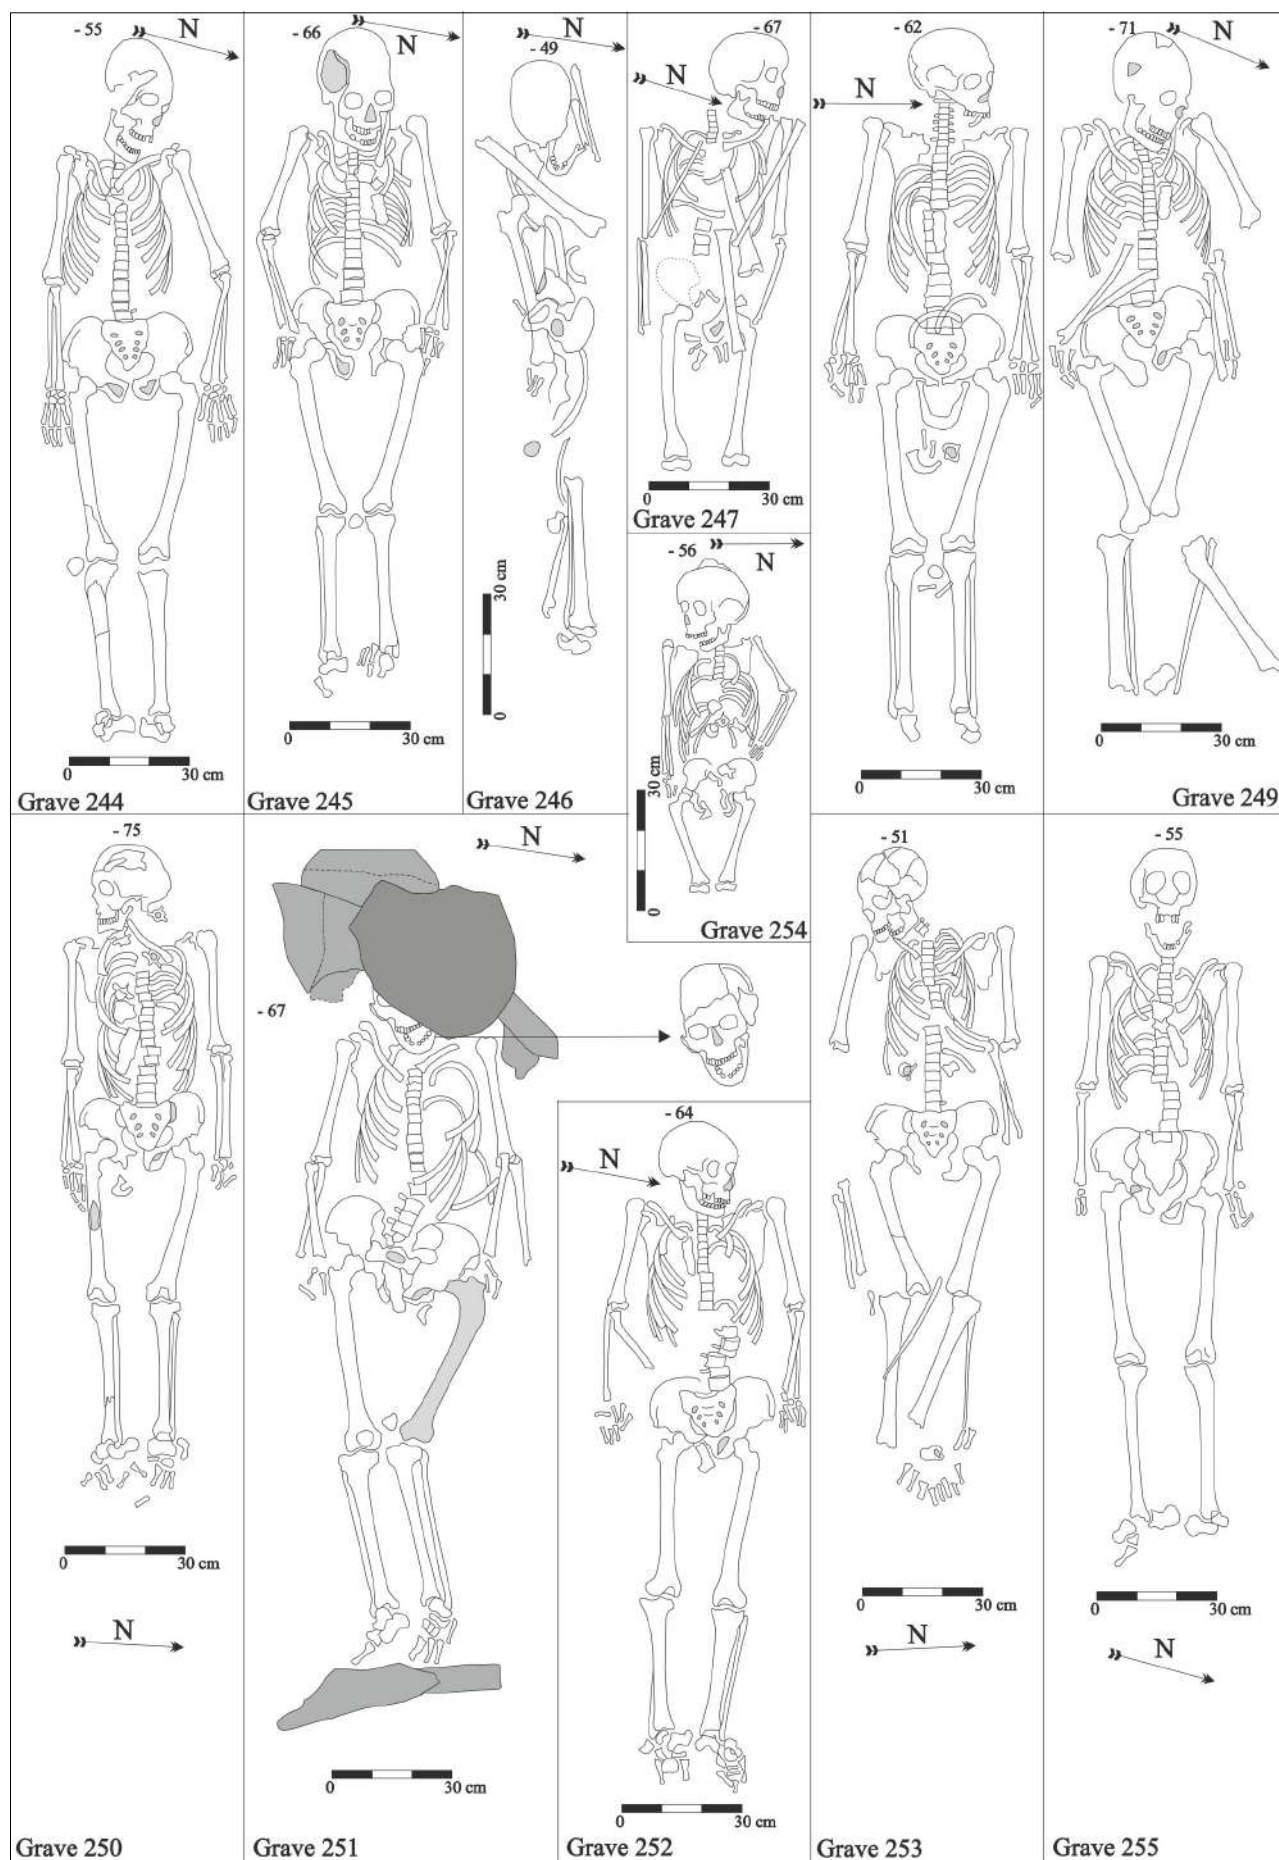 - 55
N
0 30 cm
Grave 244
- 66
N
0 30 cm
Grave 245
- 49
N
0 30 cm
Grave 246
- 67
N
0 30 cm
Grave 247
- 56
N
0 30 cm
Grave 254
- 62
N
0 30 cm
- 71
N
0 30 cm
Grave 249
- 75
0 30 cm
N
Grave 250
N
- 67
0 30 cm
Grave 251
- 64
N
0 30 cm
Grave 252
- 51
0 30 cm
N
Grave 253
- 55
0 30 cm
N
Grave 255